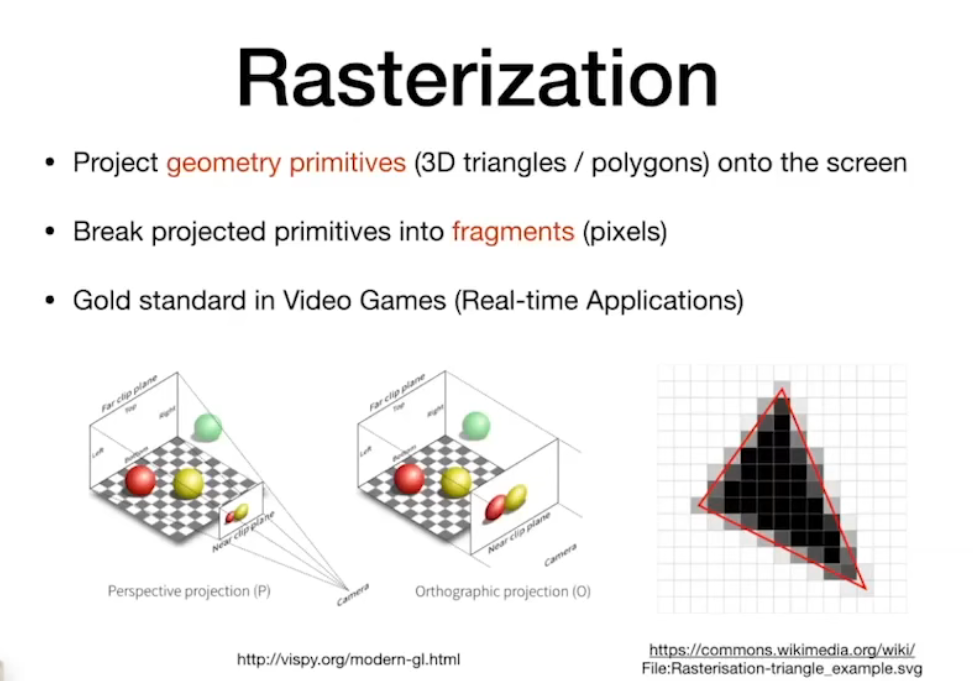 Rasterization
• Project geometry primitives (3D triangles / polygons) onto the screen
• Break projected primitives into fragments (pixels)
• Gold standard in Video Games (Real-time Applications)
Far clip plane
Top
Right
Left
Bottom
Near clip plane
Camera
Perspective projection (P)
Far clip plane
Top
Right
Left
Bottom
Near clip plane
Camera
Orthographic projection (O)
http://vispy.org/modern-gl.html
https://commons.wikimedia.org/wiki/
File:Rasterisation-triangle_example.svg